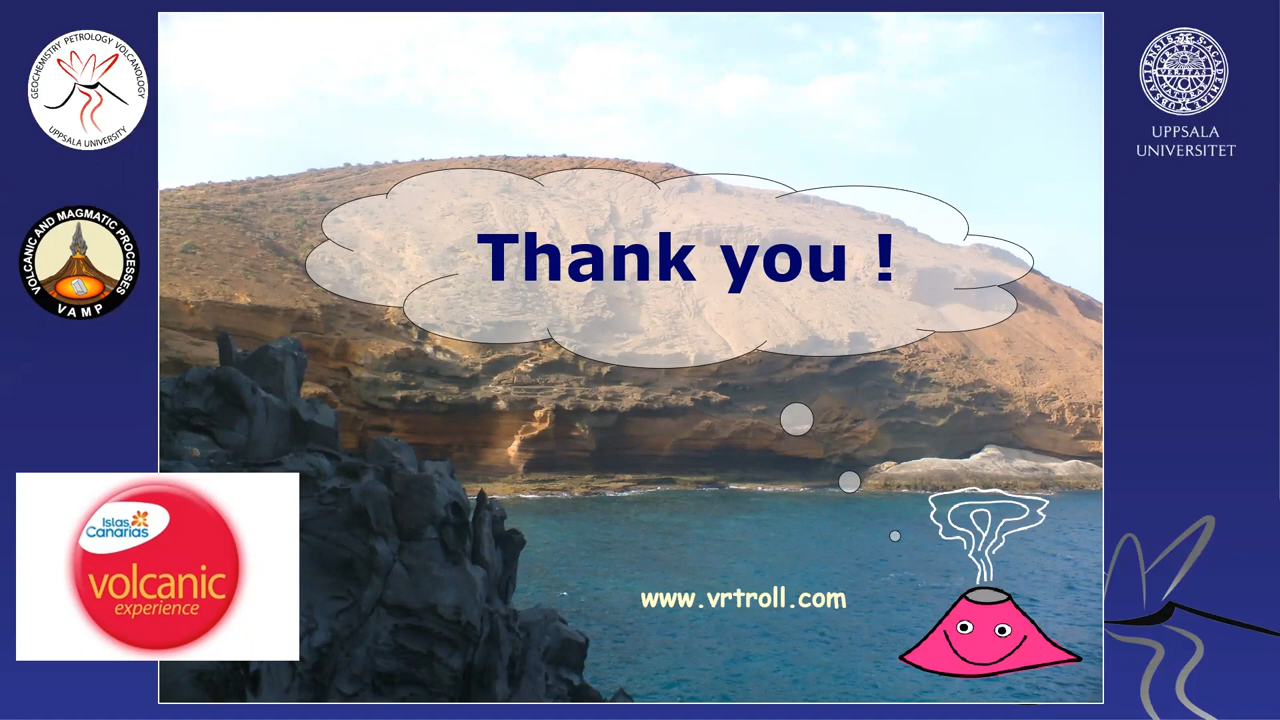 GEOCHEMISTRY PETROLOGY VOLCANOLOGY
UPPSALA UNIVERSITY
UPPSALA
UNIVERSITET
VOLCANIC AND MAGMATIC PROCESSES
VAMP
Thank you !
Islas
Canarias
volcanic
experience
www.vrtroll.com